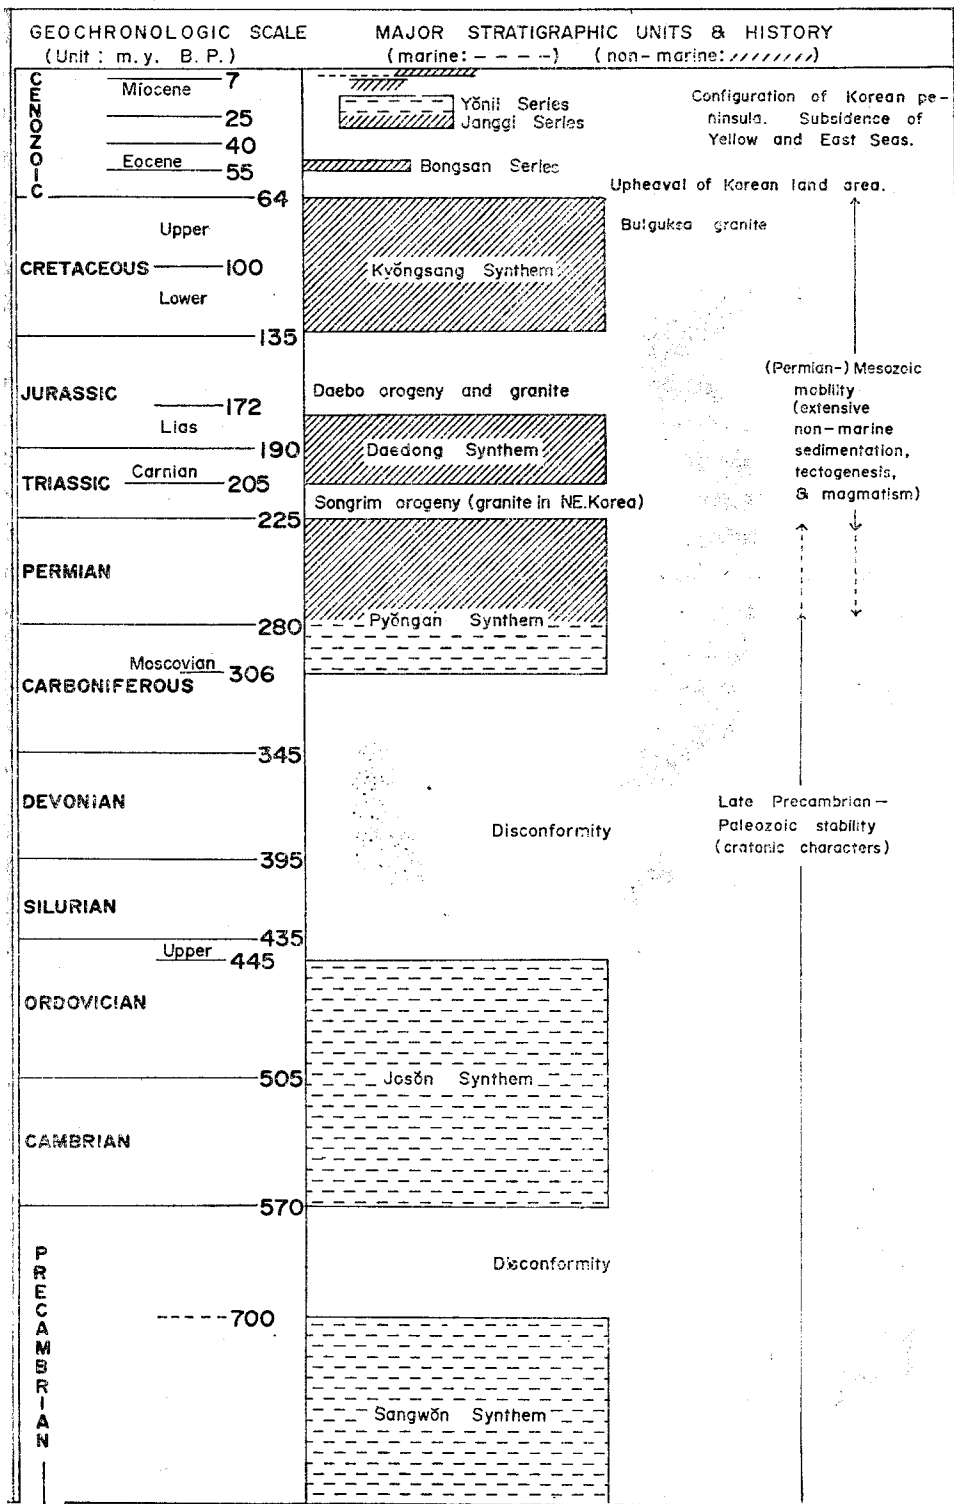 GEOCHRONOLOGIC SCALE
(Unit : m. y. B. P.)
MAJOR STRATIGRAPHIC UNITS & HISTORY
(marine: – – – –) (non-marine: ////////)
CENOZOIC
7
Miocene
25
40
Eocene
55
64
Yŏnil Series
Janggi Series
Bongsan Series
Configuration of Korean pe-
ninsula. Subsidence of
Yellow and East Seas.
Upheaval of Korean land area.
Bulguksa granite
Upper
CRETACEOUS
100
Lower
135
Kyŏngsang Synthem
JURASSIC
172
Lias
190
Daebo orogeny and granite
Daedong Synthem
TRIASSIC
Carnian
205
225
Songrim orogeny (granite in NE.Korea)
(Permian-) Mesozoic
mobility
(extensive
non-marine
sedimentation,
tectogenesis,
& magmatism)
PERMIAN
280
Pyŏngan Synthem
Moscovian
306
CARBONIFEROUS
345
DEVONIAN
395
Disconformity
Late Precambrian –
Paleozoic stability
(cratonic characters)
SILURIAN
435
Upper
445
ORDOVICIAN
505
Josŏn Synthem
CAMBRIAN
570
Disconformity
PRECAMBRIAN
700
Sangwŏn Synthem